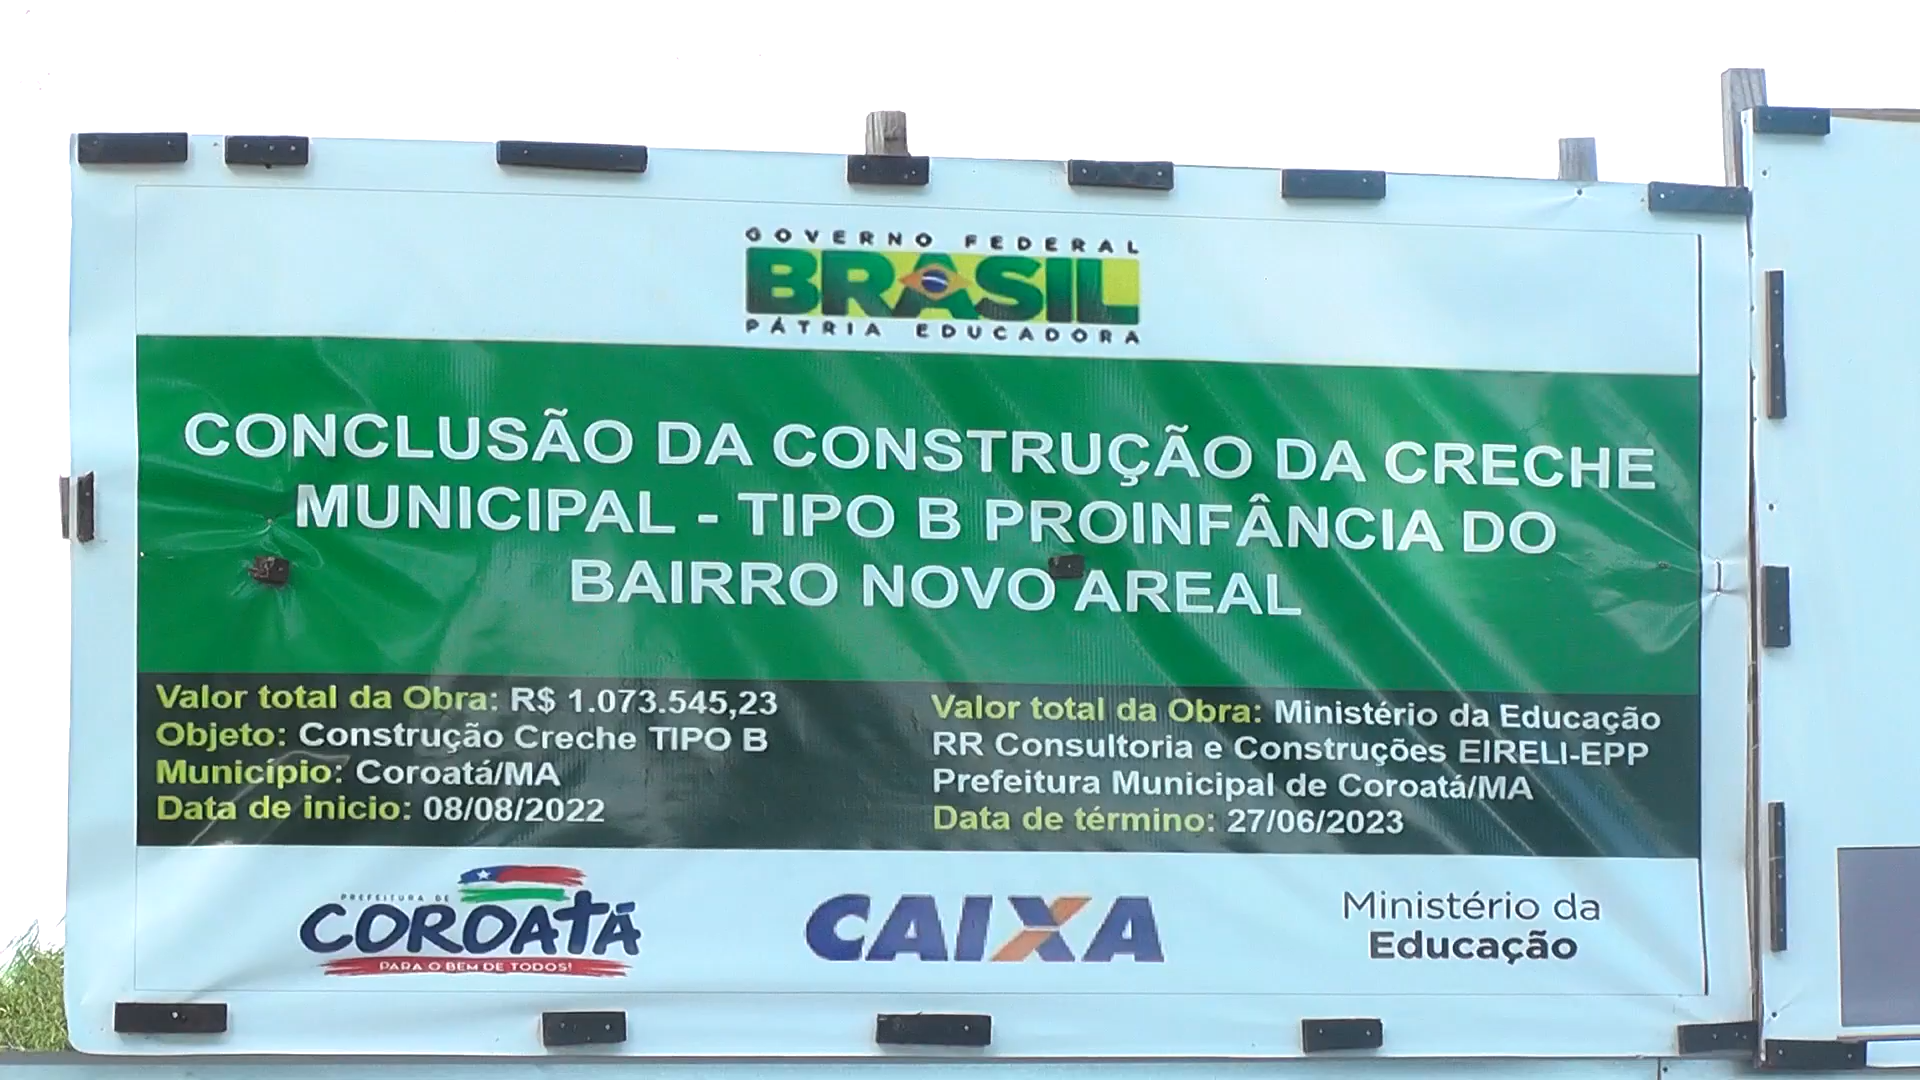 GOVERNO FEDERAL
BRASIL
PÁTRIA EDUCADORA
CONCLUSÃO DA CONSTRUÇÃO DA CRECHE
MUNICIPAL - TIPO B PROINFÂNCIA DO
BAIRRO NOVO AREAL
Valor total da Obra: R$ 1.073.545,23
Objeto: Construção Creche TIPO B
Município: Coroatá/MA
Data de inicio: 08/08/2022
Valor total da Obra: Ministério da Educação
RR Consultoria e Construções EIRELI-EPP
Prefeitura Municipal de Coroatá/MA
Data de término: 27/06/2023
PREFEITURA DE
COROATÁ
PARA O BEM DE TODOS!
CAIXA
Ministério da
Educação